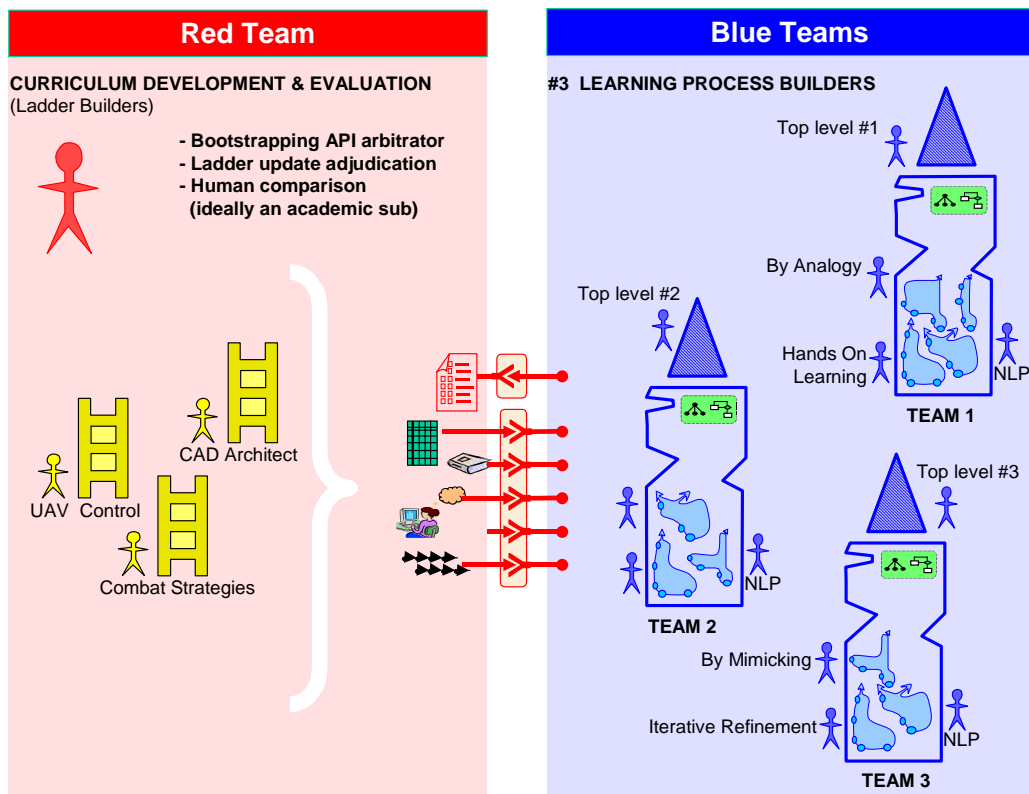 Red Team
CURRICULUM DEVELOPMENT & EVALUATION
(Ladder Builders)
- Bootstrapping API arbitrator
- Ladder update adjudication
- Human comparison
(ideally an academic sub)
CAD Architect
UAV Control
Combat Strategies
Blue Teams
#3 LEARNING PROCESS BUILDERS
Top level #1
By Analogy
Hands On
Learning
NLP
TEAM 1
Top level #2
NLP
TEAM 2
Top level #3
By Mimicking
Iterative Refinement
NLP
TEAM 3